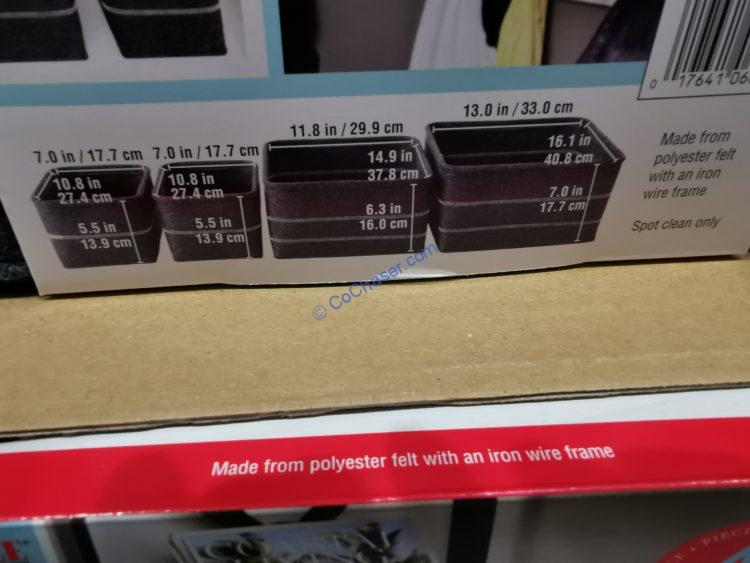 17641 06
13.0 in / 33.0 cm
11.8 in / 29.9 cm
7.0 in / 17.7 cm
7.0 in / 17.7 cm
10.8 in
27.4 cm
5.5 in
13.9 cm
10.8 in
27.4 cm
5.5 in
13.9 cm
14.9 in
37.8 cm
6.3 in
16.0 cm
16.1 in
40.8 cm
7.0 in
17.7 cm
Made from
polyester felt
with an iron
wire frame
Spot clean only
© CoChaser.com
Made from polyester felt with an iron wire frame